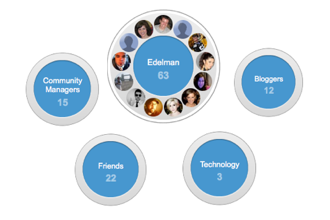 Edelman
63
Community
Managers
15
Bloggers
12
Friends
22
Technology
3